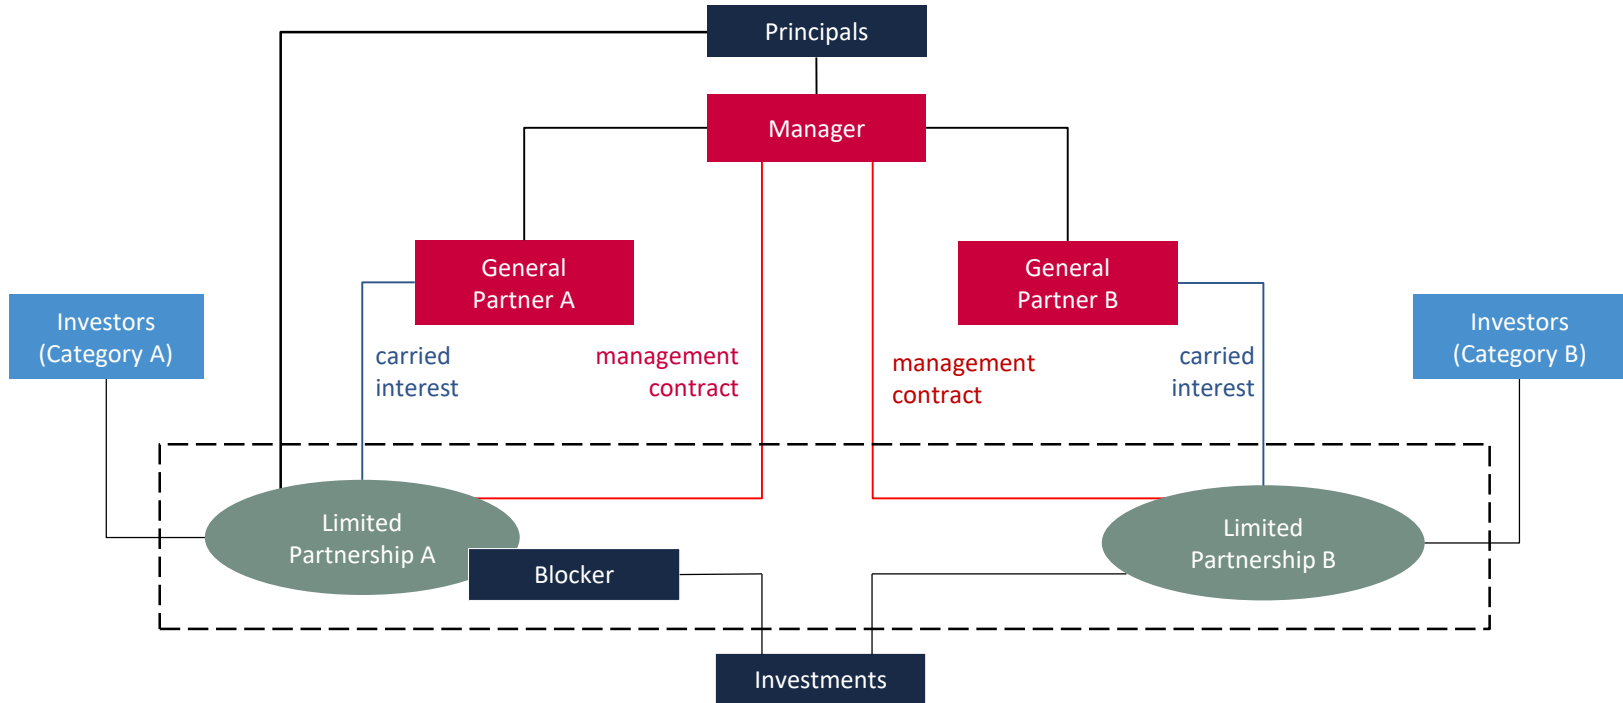 Principals
Manager
General
Partner A
General
Partner B
Investors
(Category A)
Investors
(Category B)
carried
interest
management
contract
management
contract
carried
interest
Limited
Partnership A
Limited
Partnership B
Blocker
Investments